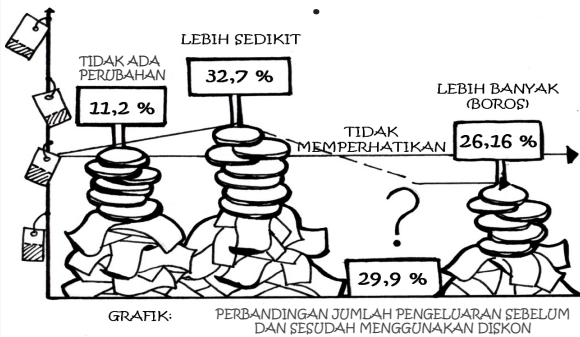 TIDAK ADA
PERUBAHAN
11,2 %
LEBIH SEDIKIT
32,7 %
TIDAK
MEMPERHATIKAN
?
29,9 %
LEBIH BANYAK
(BOROS)
26,16 %
GRAFIK: PERBANDINGAN JUMLAH PENGELUARAN SEBELUM
DAN SESUDAH MENGGUNAKAN DISKON